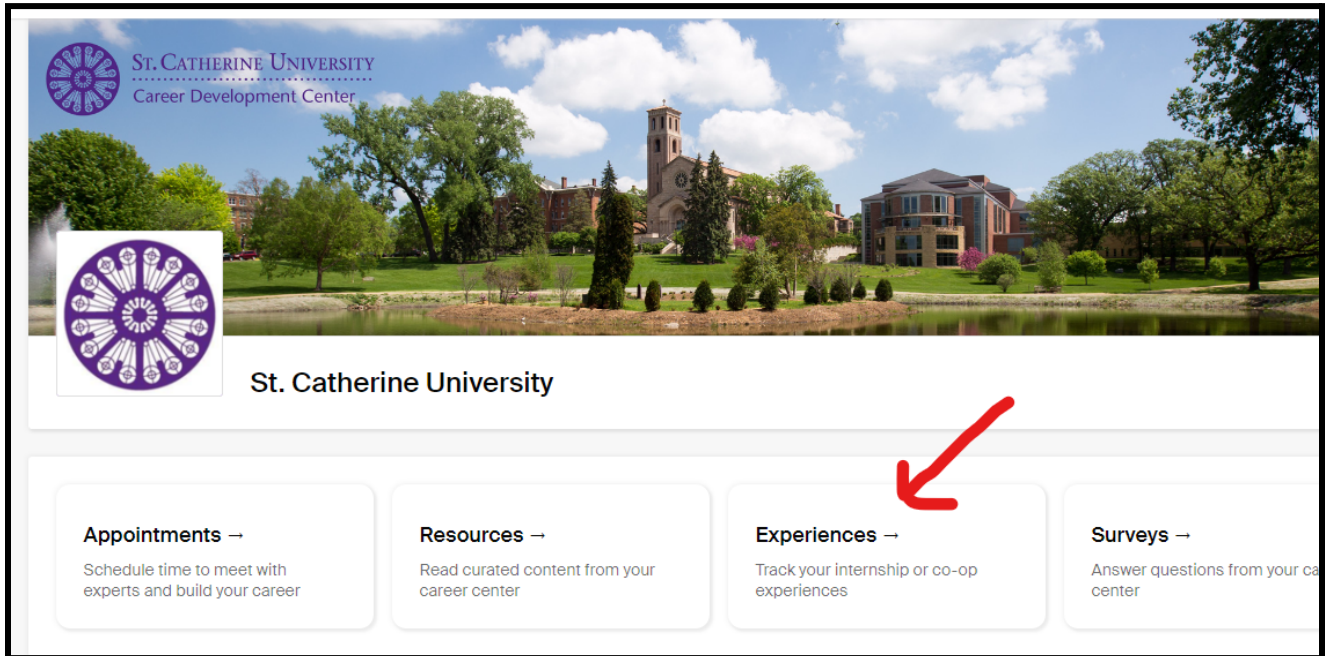 ST. CATHERINE UNIVERSITY
Career Development Center
St. Catherine University
Appointments →
Schedule time to meet with
experts and build your career
Resources →
Read curated content from your
career center
Experiences →
Track your internship or co-op
experiences
Surveys →
Answer questions from your ca
center